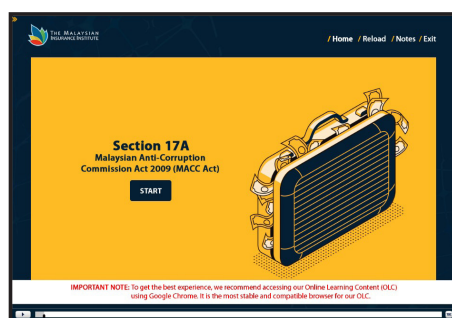 THE MALAYSIAN
INSURANCE INSTITUTE
/ Home / Reload / Notes / Exit
Section 17A
Malaysian Anti-Corruption
Commission Act 2009 (MACC Act)
START
IMPORTANT NOTE: To get the best experience, we recommend accessing our Online Learning Content (OLC)
using Google Chrome. It is the most stable and compatible browser for our OLC.